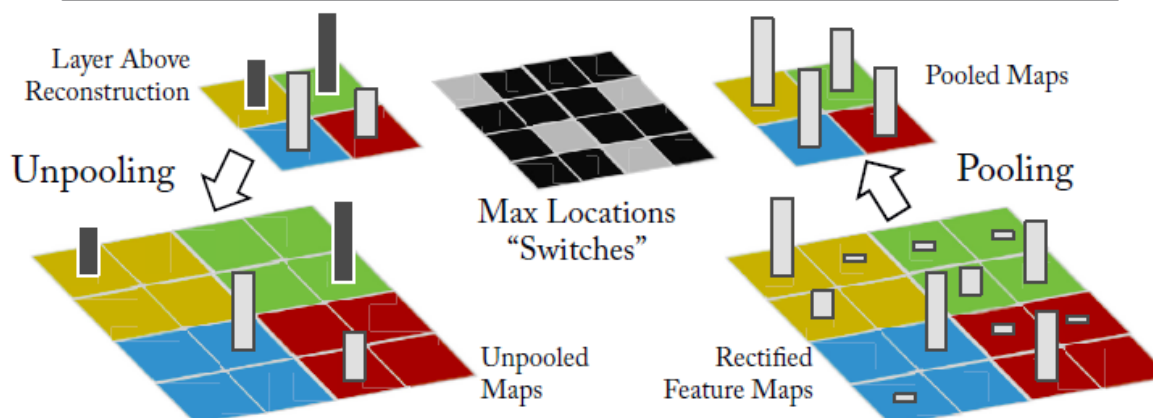 Layer Above
Reconstruction
Pooled Maps
Unpooling
Pooling
Max Locations
“Switches”
Unpooled
Maps
Rectified
Feature Maps